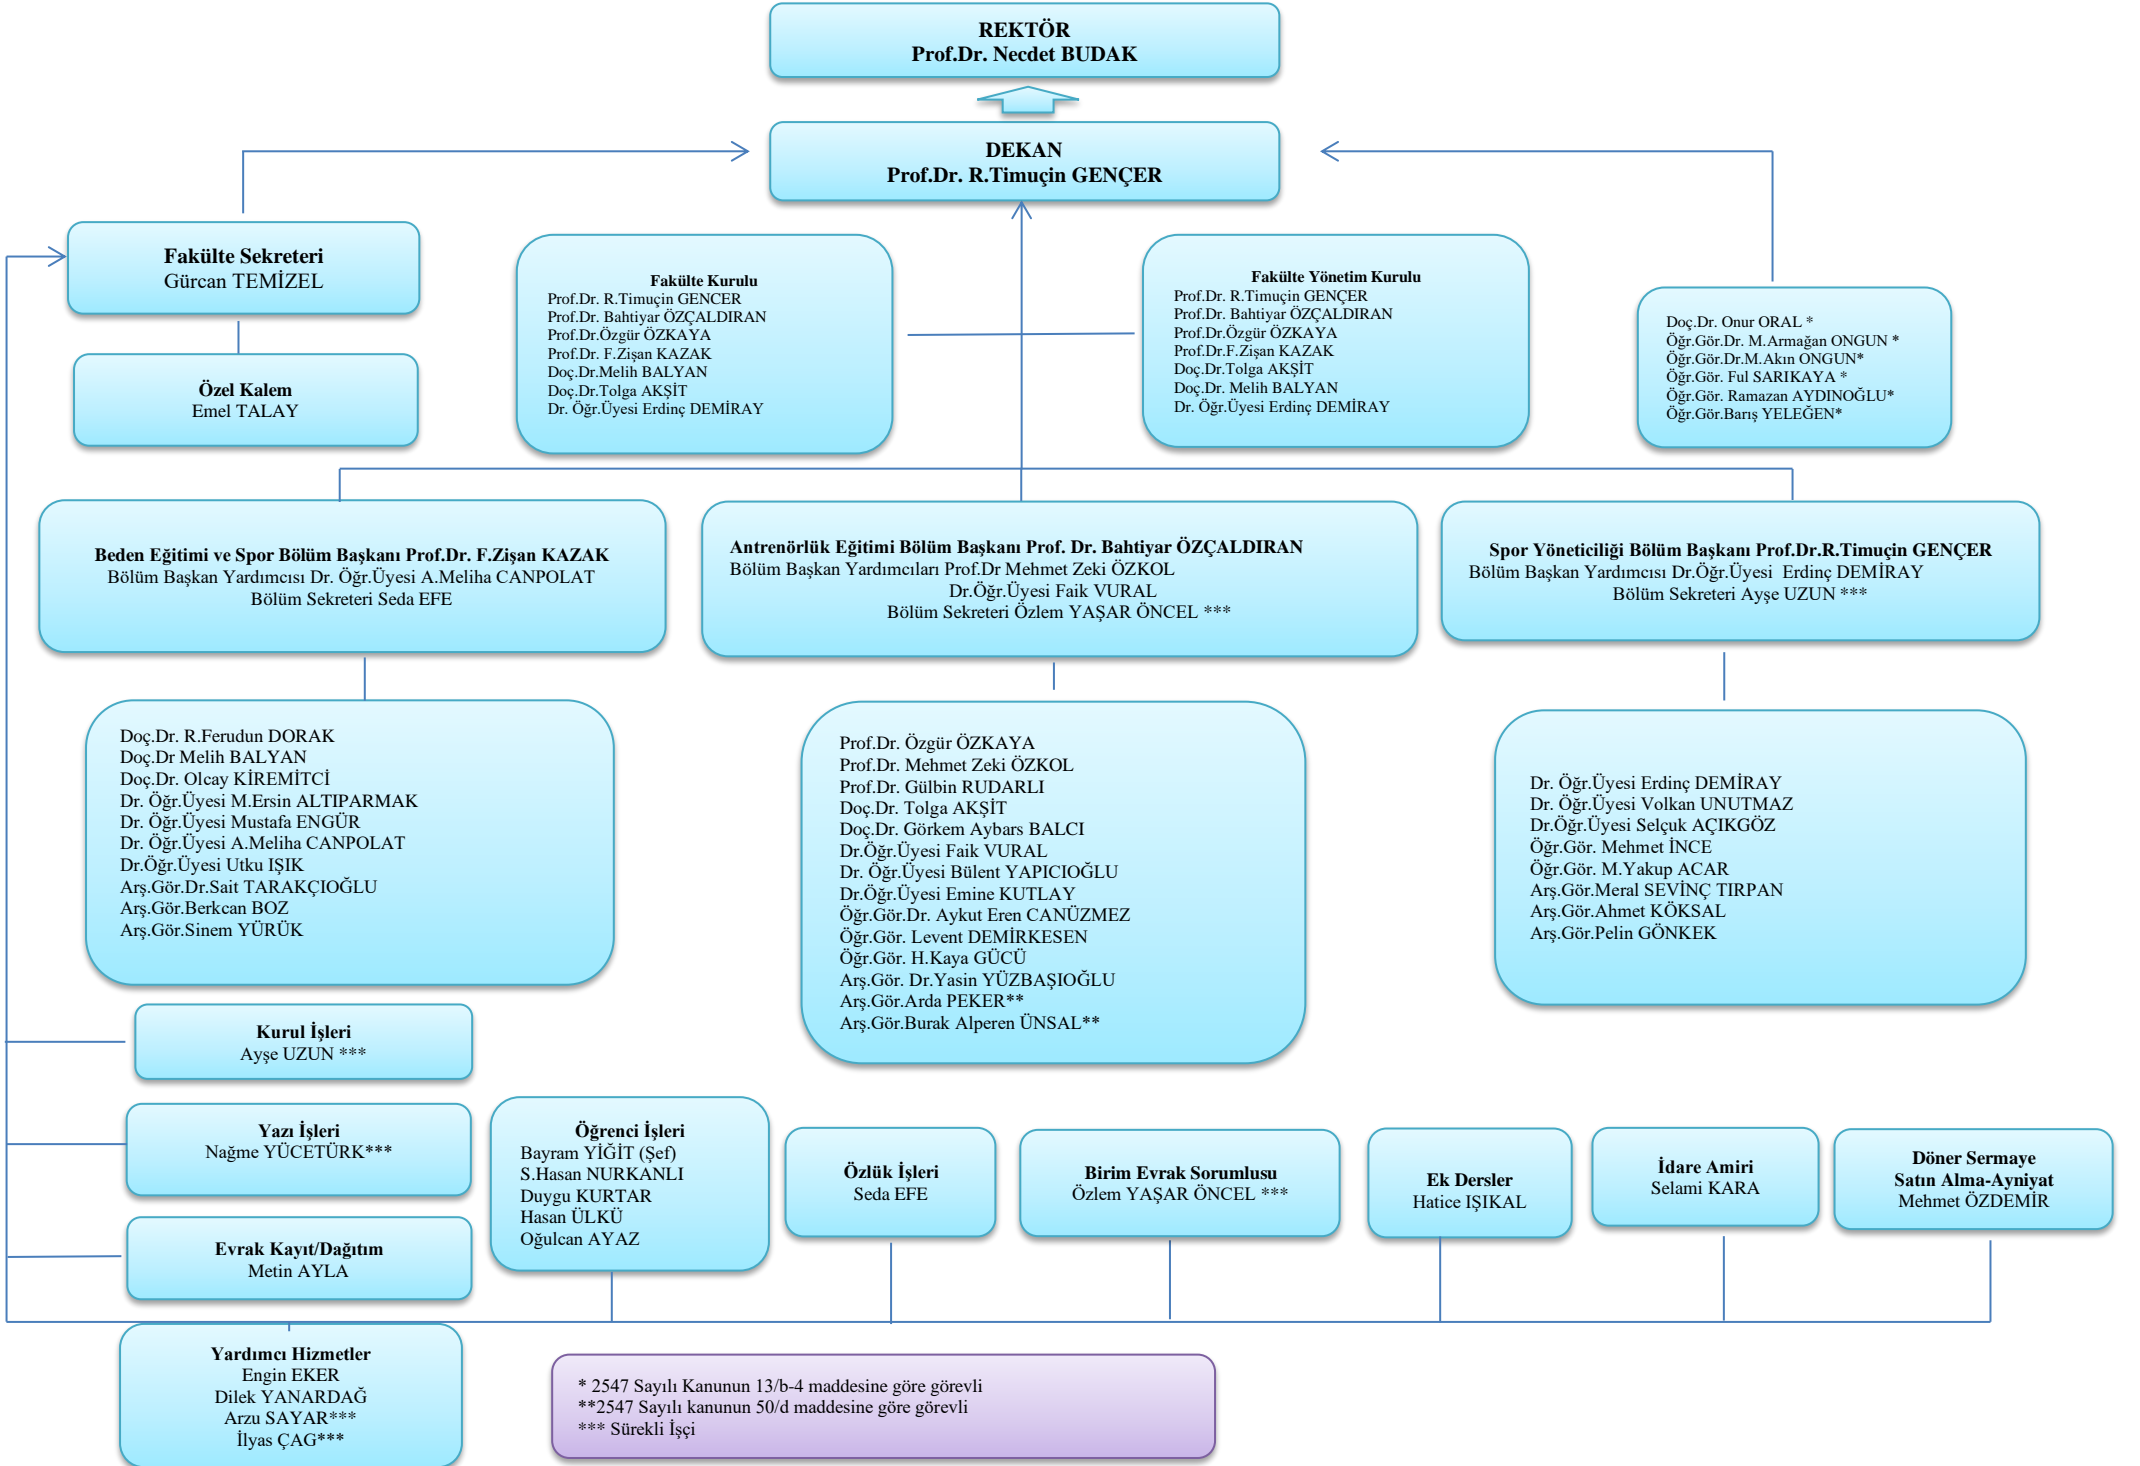 REKTÖR
Prof.Dr. Necdet BUDAK
DEKAN
Prof.Dr. R.Timuçin GENÇER
Fakülte Sekreteri
Gürcan TEMİZEL
Özel Kalem
Emel TALAY
Fakülte Kurulu
Prof.Dr. R.Timuçin GENCER
Prof.Dr. Bahtiyar ÖZÇALDIRAN
Prof.Dr.Özgür ÖZKAYA
Prof.Dr. F.Zişan KAZAK
Doç.Dr.Melih BALYAN
Doç.Dr.Tolga AKŞİT
Dr. Öğr.Üyesi Erdinç DEMİRAY
Fakülte Yönetim Kurulu
Prof.Dr. R.Timuçin GENÇER
Prof.Dr. Bahtiyar ÖZÇALDIRAN
Prof.Dr.Özgür ÖZKAYA
Prof.Dr.F.Zişan KAZAK
Doç.Dr.Tolga AKŞİT
Doç.Dr. Melih BALYAN
Dr. Öğr.Üyesi Erdinç DEMİRAY
Doç.Dr. Onur ORAL *
Öğr.Gör.Dr. M.Armağan ONGUN *
Öğr.Gör.Dr.M.Akın ONGUN*
Öğr.Gör. Ful SARIKAYA *
Öğr.Gör. Ramazan AYDINOĞLU*
Öğr.Gör.Barış YELEĞEN*
Beden Eğitimi ve Spor Bölüm Başkanı Prof.Dr. F.Zişan KAZAK
Bölüm Başkan Yardımcısı Dr. Öğr.Üyesi A.Meliha CANPOLAT
Bölüm Sekreteri Seda EFE
Antrenörlük Eğitimi Bölüm Başkanı Prof. Dr. Bahtiyar ÖZÇALDIRAN
Bölüm Başkan Yardımcıları Prof.Dr Mehmet Zeki ÖZKOL
Dr.Öğr.Üyesi Faik VURAL
Bölüm Sekreteri Özlem YAŞAR ÖNCEL ***
Spor Yöneticiliği Bölüm Başkanı Prof.Dr.R.Timuçin GENÇER
Bölüm Başkan Yardımcısı Dr.Öğr.Üyesi  Erdinç DEMİRAY
Bölüm Sekreteri Ayşe UZUN ***
Doç.Dr. R.Ferudun DORAK
Doç.Dr Melih BALYAN
Doç.Dr. Olcay KİREMİTCİ
Dr. Öğr.Üyesi M.Ersin ALTIPARMAK
Dr. Öğr.Üyesi Mustafa ENGÜR
Dr. Öğr.Üyesi A.Meliha CANPOLAT
Dr.Öğr.Üyesi Utku IŞIK
Arş.Gör.Dr.Sait TARAKÇIOĞLU
Arş.Gör.Berkcan BOZ
Arş.Gör.Sinem YÜRÜK
Prof.Dr. Özgür ÖZKAYA
Prof.Dr. Mehmet Zeki ÖZKOL
Prof.Dr. Gülbin RUDARLI
Doç.Dr. Tolga AKŞİT
Doç.Dr. Görkem Aybars BALCI
Dr.Öğr.Üyesi Faik VURAL
Dr. Öğr.Üyesi Bülent YAPICIOĞLU
Dr.Öğr.Üyesi Emine KUTLAY
Öğr.Gör.Dr. Aykut Eren CANÜZMEZ
Öğr.Gör. Levent DEMİRKESEN
Öğr.Gör. H.Kaya GÜCÜ
Arş.Gör. Dr.Yasin YÜZBAŞIOĞLU
Arş.Gör.Arda PEKER**
Arş.Gör.Burak Alperen ÜNSAL**
Dr. Öğr.Üyesi Erdinç DEMİRAY
Dr. Öğr.Üyesi Volkan UNUTMAZ
Dr.Öğr.Üyesi Selçuk AÇIKGÖZ
Öğr.Gör. Mehmet İNCE
Öğr.Gör. M.Yakup ACAR
Arş.Gör.Meral SEVİNÇ TIRPAN
Arş.Gör.Ahmet KÖKSAL
Arş.Gör.Pelin GÖNKEK
Kurul İşleri
Ayşe UZUN ***
Yazı İşleri
Nağme YÜCETÜRK***
Evrak Kayıt/Dağıtım
Metin AYLA
Öğrenci İşleri
Bayram YİĞİT (Şef)
S.Hasan NURKANLI
Duygu KURTAR
Hasan ÜLKÜ
Oğulcan AYAZ
Özlük İşleri
Seda EFE
Birim Evrak Sorumlusu
Özlem YAŞAR ÖNCEL ***
Ek Dersler
Hatice IŞIKAL
İdare Amiri
Selami KARA
Döner Sermaye
Satın Alma-Ayniyat
Mehmet ÖZDEMİR
Yardımcı Hizmetler
Engin EKER
Dilek YANARDAĞ
Arzu SAYAR***
İlyas ÇAG***
* 2547 Sayılı Kanunun 13/b-4 maddesine göre görevli
**2547 Sayılı kanunun 50/d maddesine göre görevli
*** Sürekli İşçi